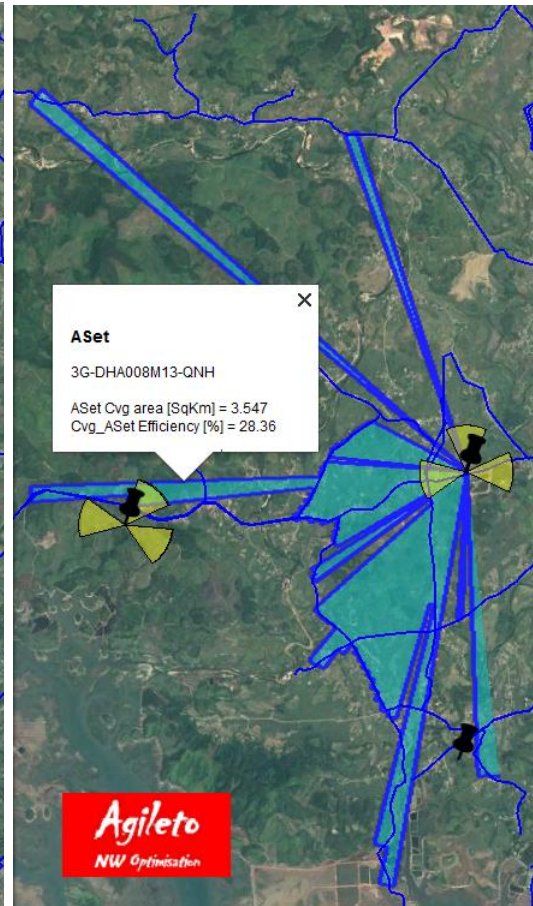 ASet
3G-DHA008M13-QNH
ASet Cvg area [SqKm] = 3.547
Cvg_ASet Efficiency [%] = 28.36
Agileto
NW Optimisation